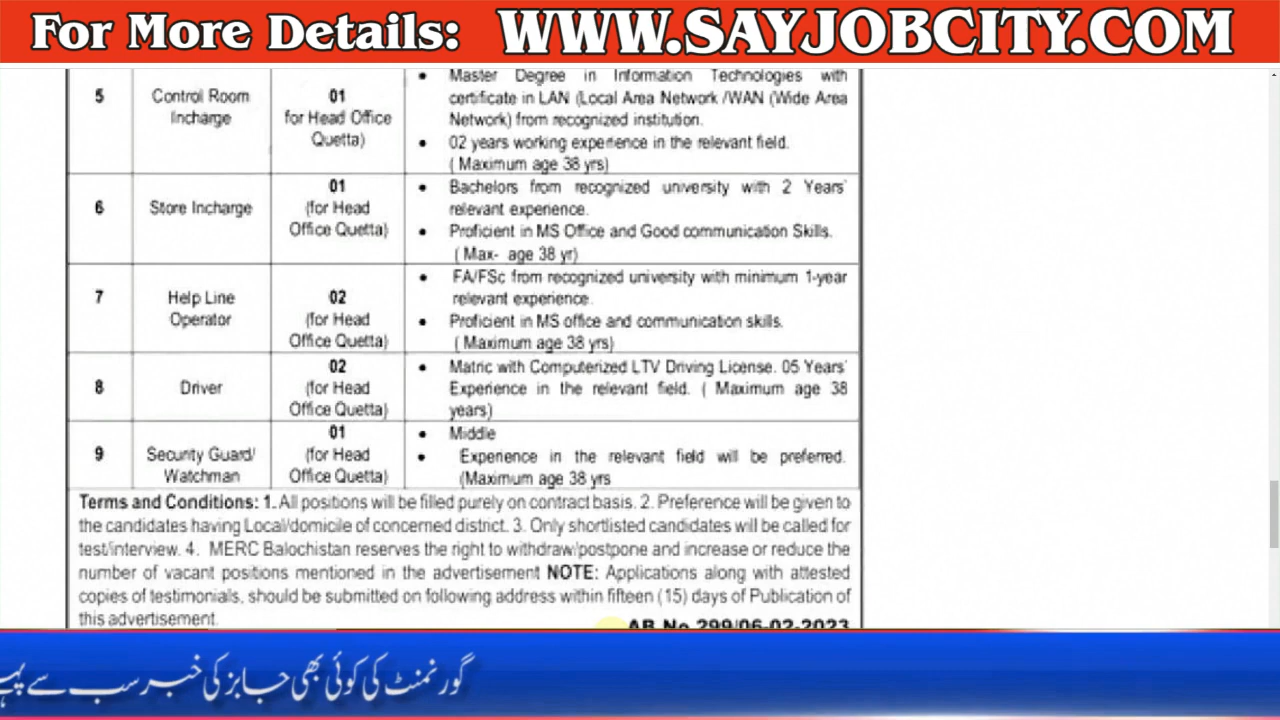 For More Details: WWW.SAYJOBCITY.COM
5
Control Room
Incharge
01
for Head Office
Quetta)
• Master Degree in Information Technologies with
certificate in LAN (Local Area Network /WAN (Wide Area
Network) from recognized institution.
• 02 years working experience in the relevant field.
( Maximum age 38 yrs)
6
Store Incharge
01
(for Head
Office Quetta)
• Bachelors from recognized university with 2 Years'
relevant experience.
• Proficient in MS Office and Good communication Skills.
( Max- age 38 yr)
7
Help Line
Operator
02
(for Head
Office Quetta)
• FA/FSc from recognized university with minimum 1-year
relevant experience.
• Proficient in MS office and communication skills.
( Maximum age 38 yrs)
8
Driver
02
(for Head
Office Quetta)
• Matric with Computerized LTV Driving License. 05 Years'
Experience in the relevant field. ( Maximum age 38
years)
9
Security Guard/
Watchman
01
(for Head
Office Quetta)
• Middle
• Experience in the relevant field will be preferred.
(Maximum age 38 yrs
Terms and Conditions: 1. All positions will be filled purely on contract basis. 2. Preference will be given to
the candidates having Local/domicile of concerned district. 3. Only shortlisted candidates will be called for
test/interview. 4. MERC Balochistan reserves the right to withdraw/postpone and increase or reduce the
number of vacant positions mentioned in the advertisement NOTE: Applications along with attested
copies of testimonials, should be submitted on following address within fifteen (15) days of Publication of
this advertisement.
AB No 299/06-02-2023
گورنمنٹ کی کوئی بھی جابز کی خبر سب سے